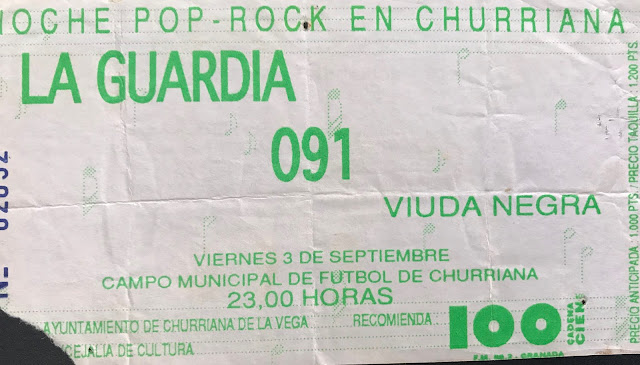 NOCHE POP-ROCK EN CHURRIANA
LA GUARDIA
091
VIUDA NEGRA
VIERNES 3 DE SEPTIEMBRE
CAMPO MUNICIPAL DE FUTBOL DE CHURRIANA
23,00 HORAS
AYUNTAMIENTO DE CHURRIANA DE LA VEGA
CEJALIA DE CULTURA
RECOMIENDA
100
CADENA
CIEN
F.M. GRANADA
PRECIO ANTICIPADA : 1.000 PTS. PRECIO TAQUILLA : 1.200 PTS.